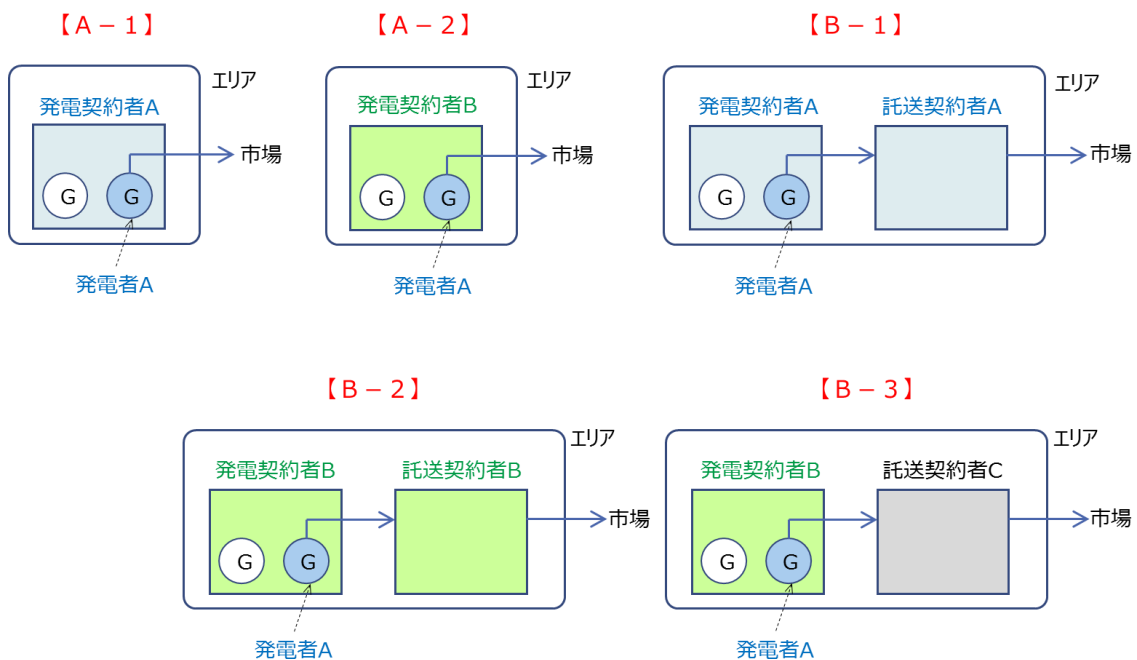 【A－1】
エリア
発電契約者A
市場
G
G
発電者A
【A－2】
エリア
発電契約者B
市場
G
G
発電者A
【B－1】
エリア
発電契約者A
託送契約者A
市場
G
G
発電者A
【B－2】
エリア
発電契約者B
託送契約者B
市場
G
G
発電者A
【B－3】
エリア
発電契約者B
託送契約者C
市場
G
G
発電者A